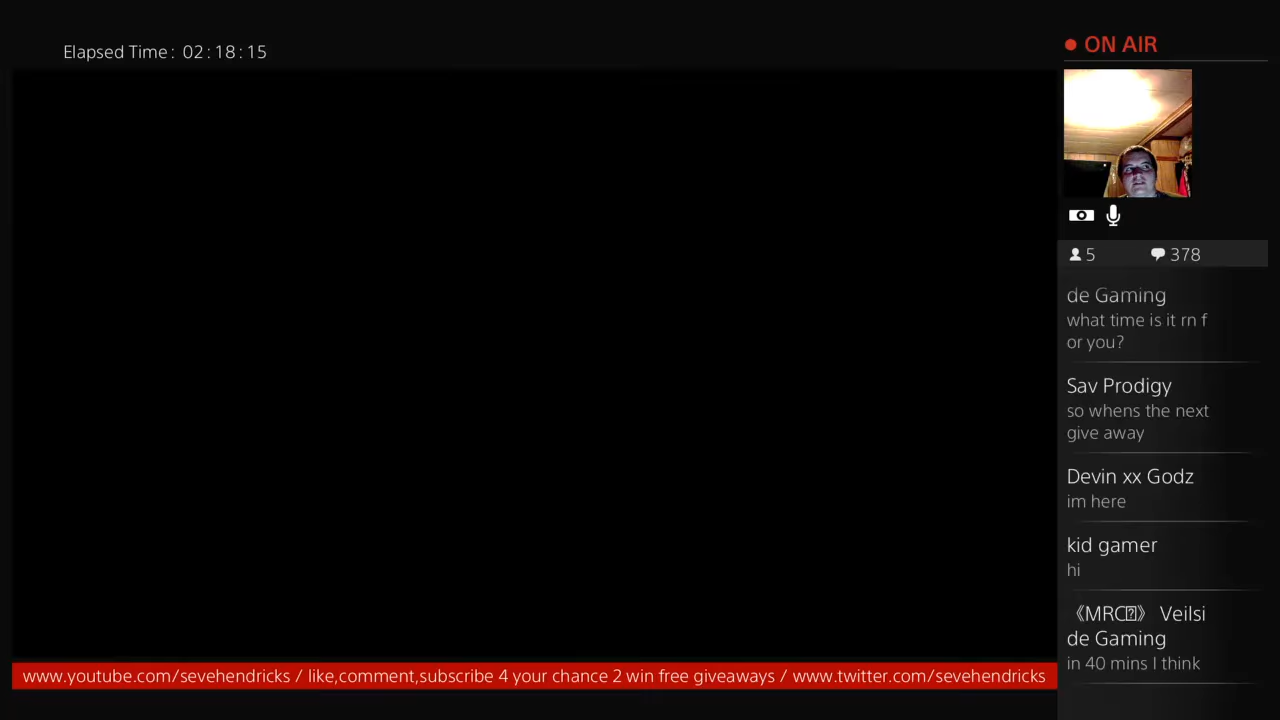 Elapsed Time: 02:18:15
ON AIR
5 378
de Gaming
what time is it rn f
or you?
Sav Prodigy
so whens the next
give away
Devin xx Godz
im here
kid gamer
hi
《MRC⍰》 Veilsi
de Gaming
in 40 mins I think
www.youtube.com/sevehendricks / like,comment,subscribe 4 your chance 2 win free giveaways / www.twitter.com/sevehendricks